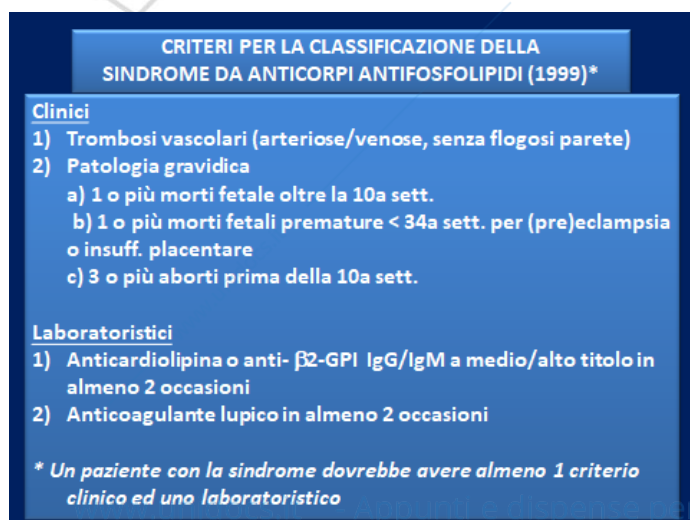 CRITERI PER LA CLASSIFICAZIONE DELLA
SINDROME DA ANTICORPI ANTIFOSFOLIPIDI (1999)*
Clinici
1) Trombosi vascolari (arteriose/venose, senza flogosi parete)
2) Patologia gravidica
a) 1 o più morti fetale oltre la 10a sett.
b) 1 o più morti fetali premature < 34a sett. per (pre)eclampsia
o insuff. placentare
c) 3 o più aborti prima della 10a sett.
Laboratoristici
1) Anticardiolipina o anti- β2-GPI IgG/IgM a medio/alto titolo in
almeno 2 occasioni
2) Anticoagulante lupico in almeno 2 occasioni
* Un paziente con la sindrome dovrebbe avere almeno 1 criterio
clinico ed uno laboratoristico
Appunti e dispense pe